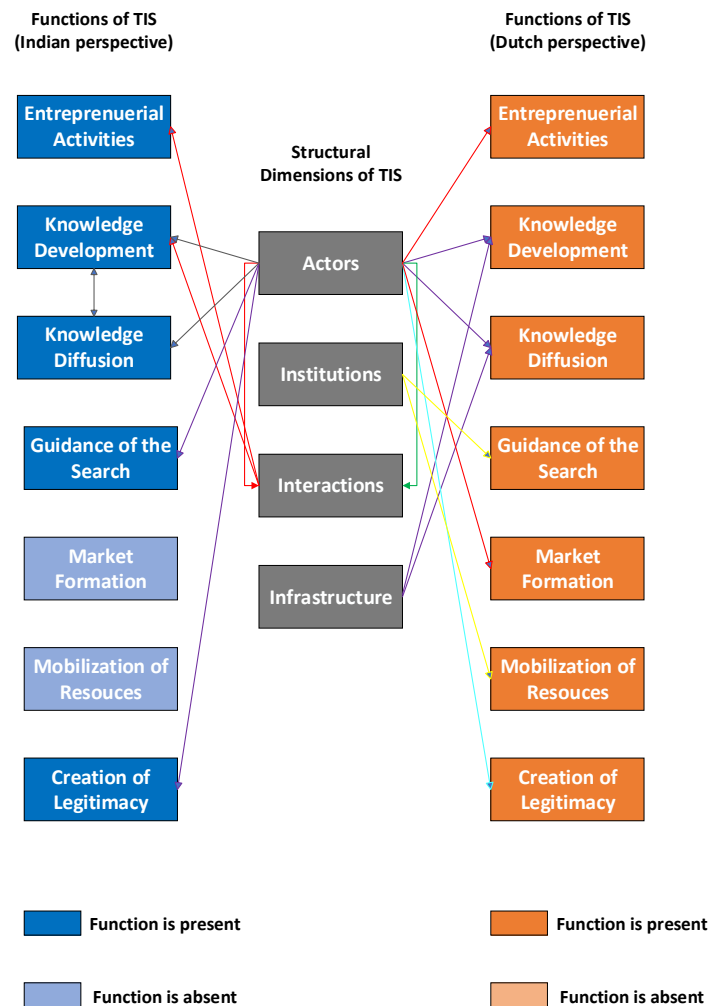 Functions of TIS
(Indian perspective)
Functions of TIS
(Dutch perspective)
Structural
Dimensions of TIS
Entreprenuerial
Activities
Knowledge
Development
Knowledge
Diffusion
Guidance of the
Search
Market
Formation
Mobilization of
Resouces
Creation of
Legitimacy
Actors
Institutions
Interactions
Infrastructure
Entreprenuerial
Activities
Knowledge
Development
Knowledge
Diffusion
Guidance of the
Search
Market
Formation
Mobilization of
Resouces
Creation of
Legitimacy
Function is present
Function is absent
Function is present
Function is absent